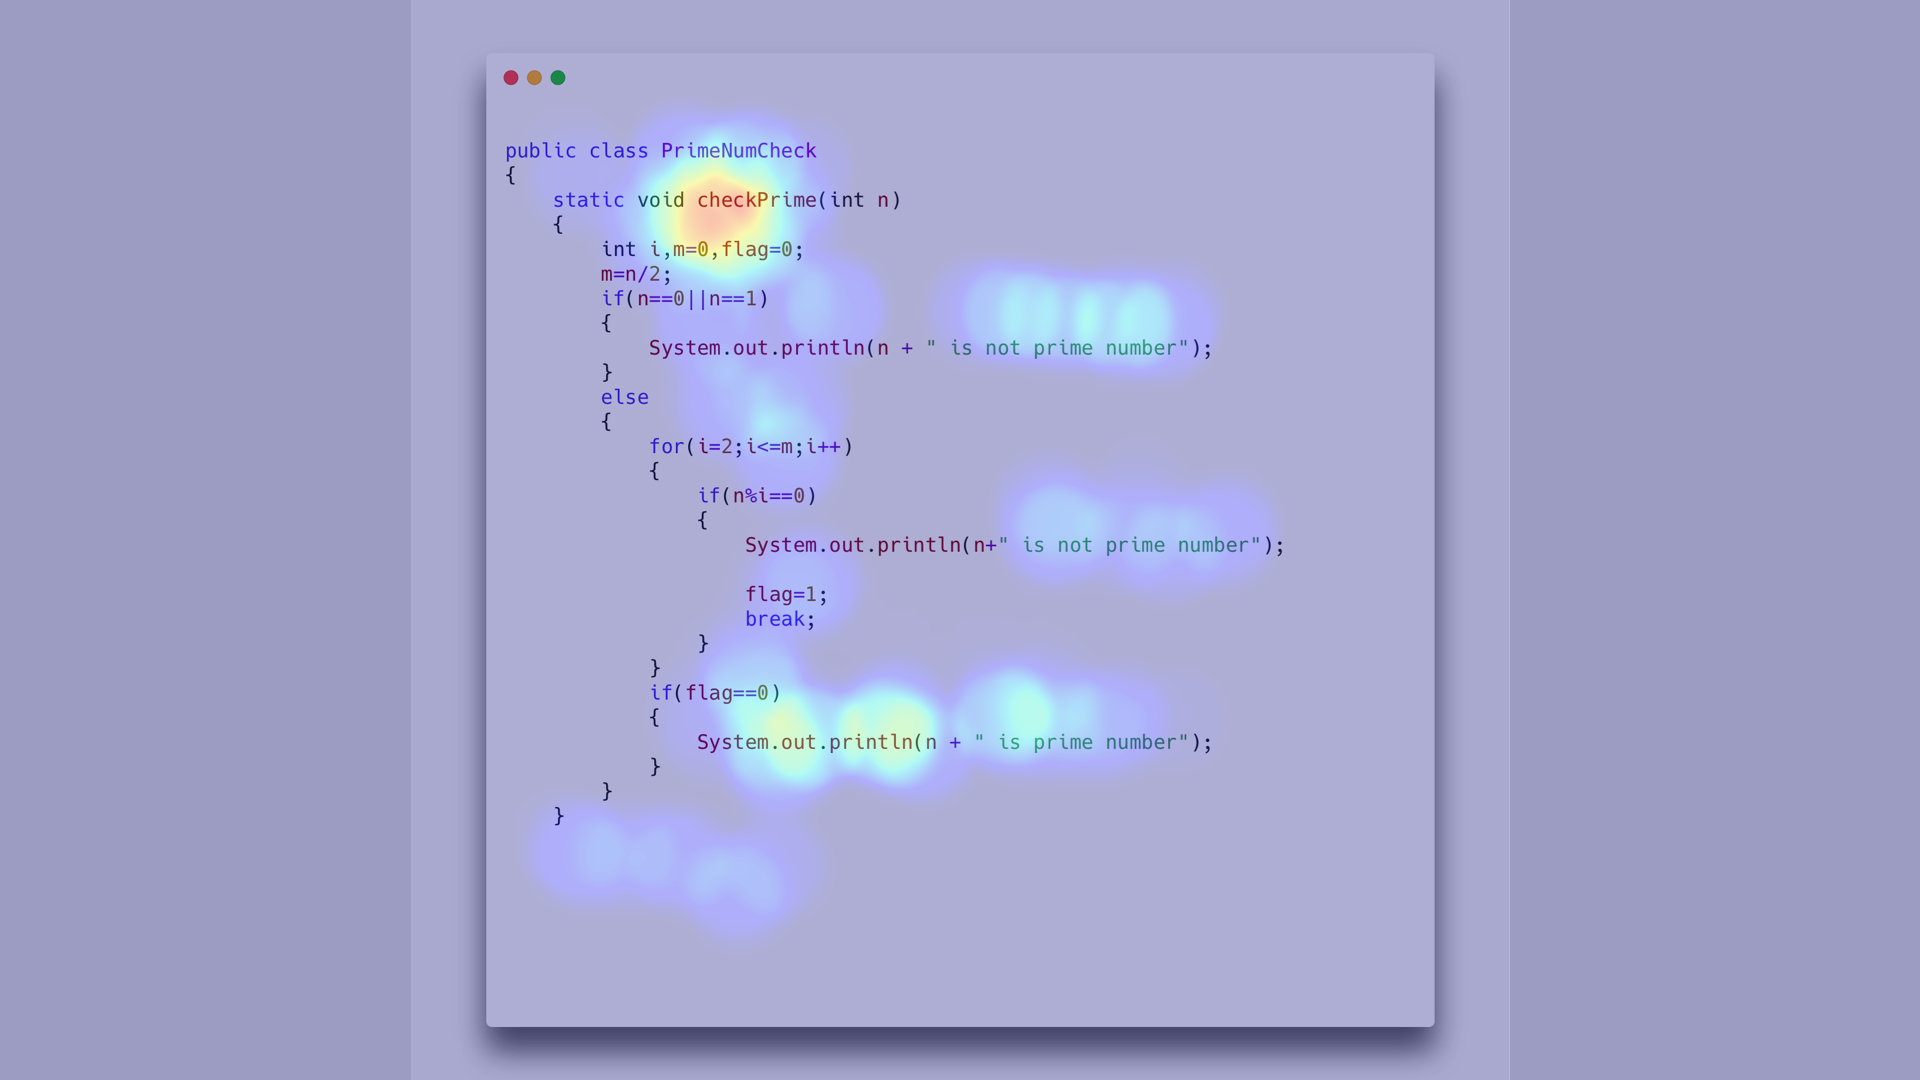 public class PrimeNumCheck
{
    static void checkPrime(int n)
    {
        int i,m=0,flag=0;
        m=n/2;
        if(n==0||n==1)
        {
            System.out.println(n + " is not prime number");
        }
        else
        {
            for(i=2;i<=m;i++)
            {
                if(n%i==0)
                {
                    System.out.println(n+" is not prime number");

                    flag=1;
                    break;
                }
            }
            if(flag==0)
            {
                System.out.println(n + " is prime number");
            }
        }
    }